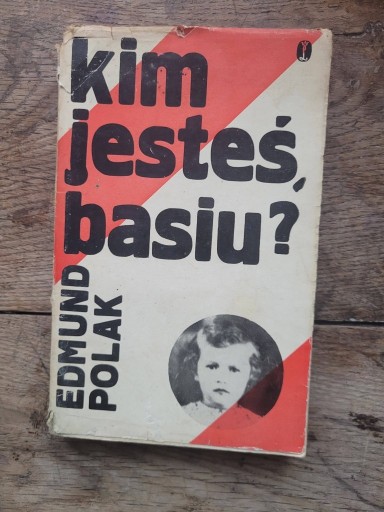 kim
jesteś,
basiu?
EDMUND
POLAK